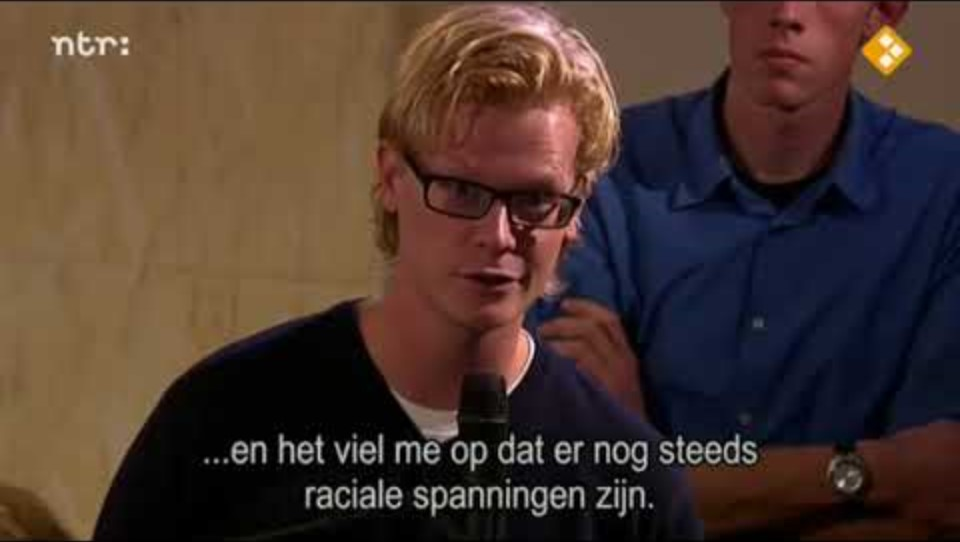 ntr:
...en het viel me op dat er nog steeds
raciale spanningen zijn.